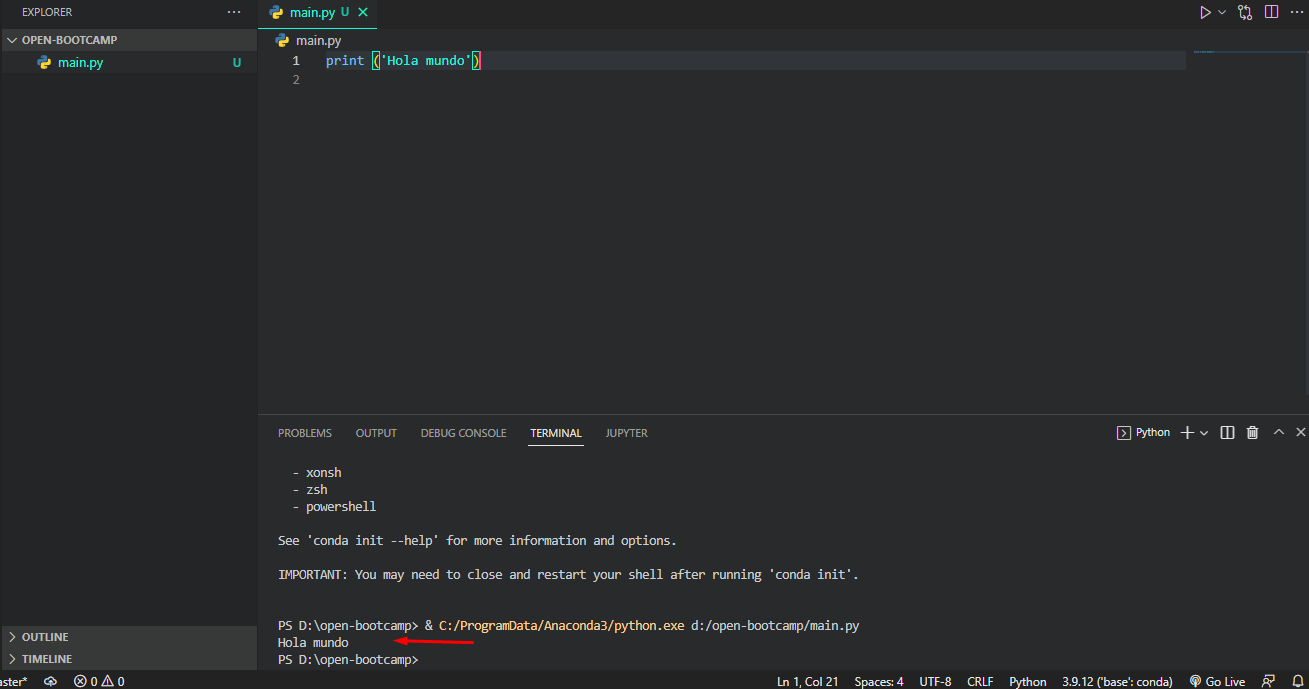 EXPLORER
OPEN-BOOTCAMP
main.py U
OUTLINE
TIMELINE
main.py U
main.py
1 print ('Hola mundo')
2
PROBLEMS OUTPUT DEBUG CONSOLE TERMINAL JUPYTER
Python
- xonsh
- zsh
- powershell
See 'conda init --help' for more information and options.
IMPORTANT: You may need to close and restart your shell after running 'conda init'.
PS D:\open-bootcamp> & C:/ProgramData/Anaconda3/python.exe d:/open-bootcamp/main.py
Hola mundo
PS D:\open-bootcamp>
aster* 0 0 Ln 1, Col 21 Spaces: 4 UTF-8 CRLF Python 3.9.12 ('base': conda) Go Live